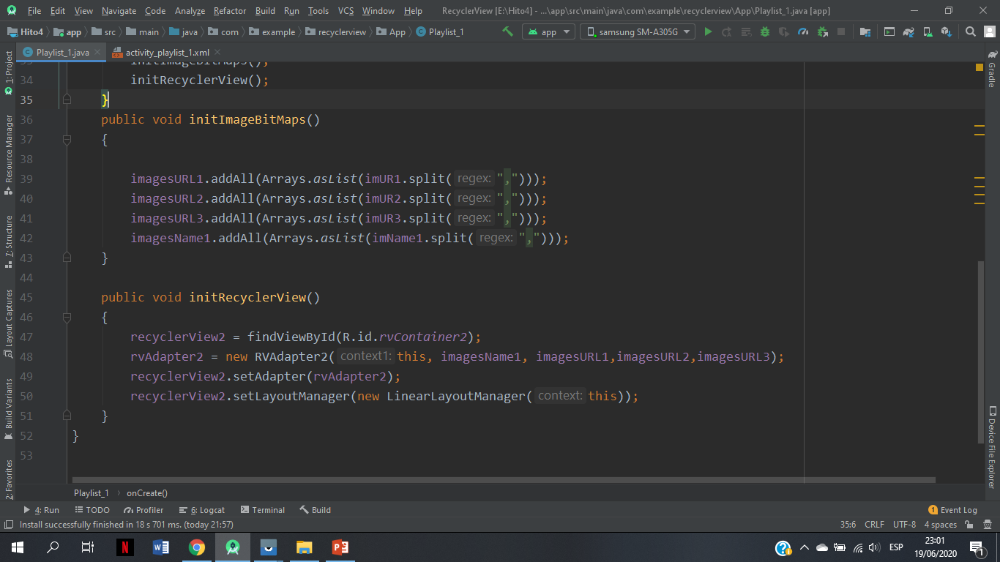 File Edit View Navigate Code Analyze Refactor Build Run Tools VCS Window Help RecyclerView [E:\Hito4] - ...\app\src\main\java\com\example\recyclerview\App\Playlist_1.java [app]
Hito4 app src main java com example recyclerview App Playlist_1 app samsung SM-A305G
Playlist_1.java activity_playlist_1.xml
33 initImageBitMaps();
34 initRecyclerView();
35 }
36 public void initImageBitMaps()
37 {
38
39 imagesURL1.addAll(Arrays.asList(imUR1.split( regex: ",")));
40 imagesURL2.addAll(Arrays.asList(imUR2.split( regex: ",")));
41 imagesURL3.addAll(Arrays.asList(imUR3.split( regex: ",")));
42 imagesName1.addAll(Arrays.asList(imName1.split( regex: ",")));
43 }
44
45 public void initRecyclerView()
46 {
47 recyclerView2 = findViewById(R.id.rvContainer2);
48 rvAdapter2 = new RVAdapter2( context1: this, imagesName1, imagesURL1,imagesURL2,imagesURL3);
49 recyclerView2.setAdapter(rvAdapter2);
50 recyclerView2.setLayoutManager(new LinearLayoutManager( context: this));
51 }
52 }
53
1: Project
Resource Manager
7: Structure
Layout Captures
Build Variants
2: Favorites
Gradle
Device File Explorer
Playlist_1 onCreate()
4: Run TODO Profiler 6: Logcat Terminal Build 1 Event Log
Install successfully finished in 18 s 701 ms. (today 21:57) 35:6 CRLF UTF-8 4 spaces
ESP
23:01
19/06/2020
1